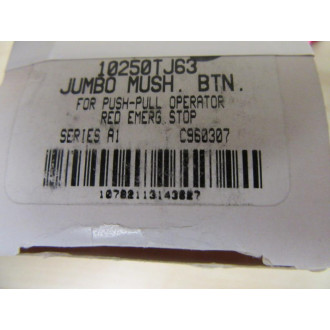 10250TJ63
JUMBO MUSH. BTN.
FOR PUSH-PULL OPERATOR
RED EMERG.STOP
SERIES A1 C960307
10782113143827